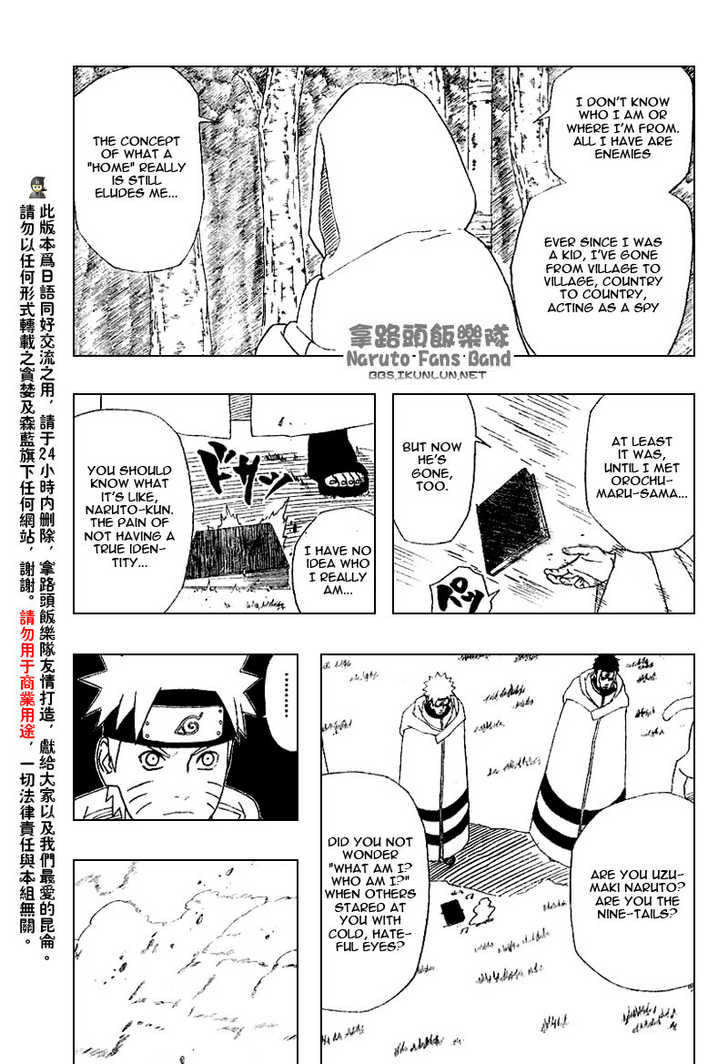 I DON'T KNOW
WHO I AM OR
WHERE I'M FROM.
ALL I HAVE ARE
ENEMIES
EVER SINCE I WAS
A KID, I'VE GONE
FROM VILLAGE TO
VILLAGE, COUNTRY
TO COUNTRY,
ACTING AS A SPY
THE CONCEPT
OF WHAT A
"HOME" REALLY
IS STILL
ELUDES ME...
拿路頭飯樂隊
Naruto·Fans·Band
BBS.IKUNLUN.NET
AT LEAST
IT WAS,
UNTIL I MET
OROCHU-
MARU-SAMA...
BUT NOW
HE'S
GONE,
TOO.
パッ
ドサッ
I HAVE NO
IDEA WHO
I REALLY
AM...
YOU SHOULD
KNOW WHAT
IT'S LIKE,
NARUTO-KUN.
THE PAIN OF
NOT HAVING A
TRUE IDEN-
TITY...
ARE YOU UZU-
MAKI NARUTO?
ARE YOU THE
NINE-TAILS?
DID YOU NOT
WONDER
"WHAT AM I?
WHO AM I?"
WHEN OTHERS
STARED AT
YOU WITH
COLD, HATE-
FUL EYES?
.........
此版本爲日語同好交流之用，請于24小時内刪除，拿路頭飯樂隊友情打造，獻給大家以及我們最愛的昆侖。
請勿以任何形式轉載之貪婪及森藍旗下任何網站，謝謝。請勿用于商業用途，一切法律責任與本組無關。